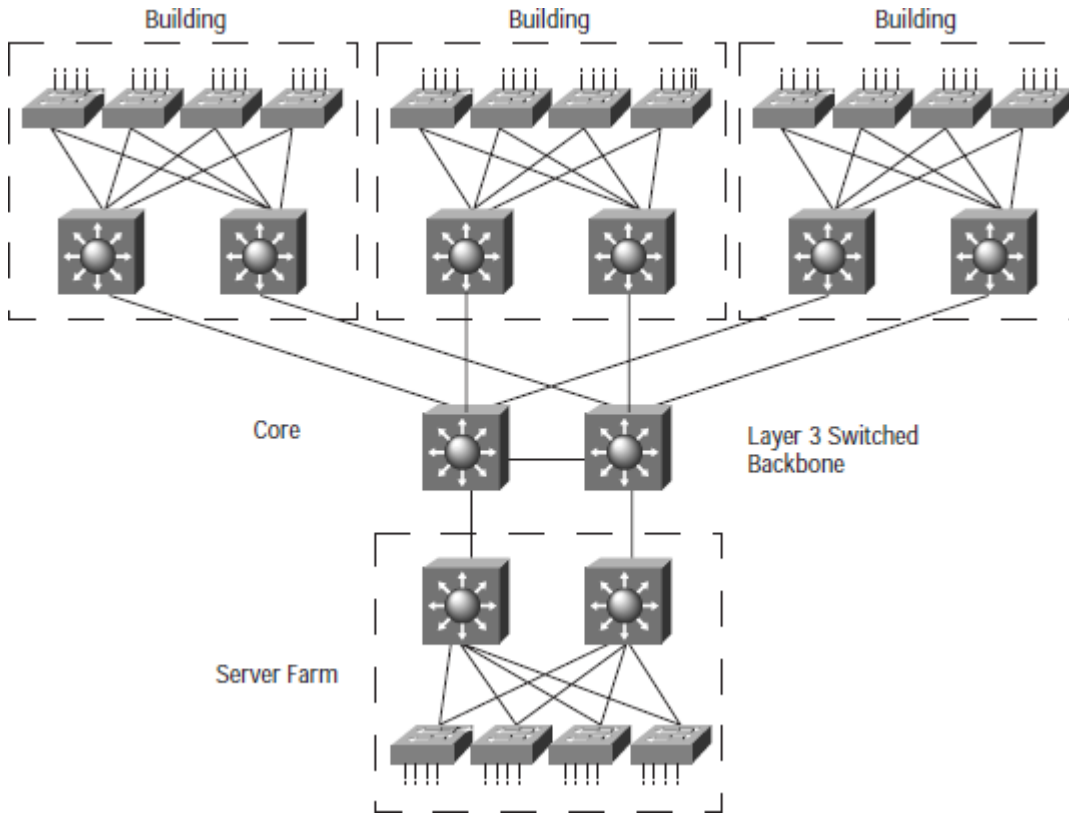 Building
Building
Building
Core
Layer 3 Switched
Backbone
Server Farm